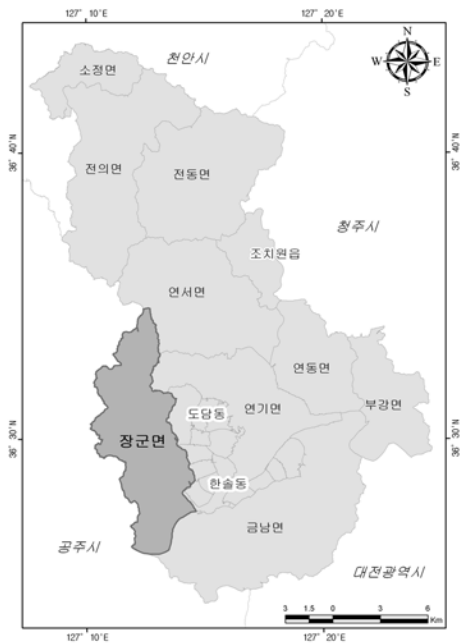 127° 10'E
127° 20'E
천안시
N
W
E
S
소정면
36° 40'N
36° 40'N
전의면
전동면
청주시
조치원읍
연서면
연동면
부강면
도담동
연기면
36° 30'N
36° 30'N
장군면
한솔동
금남면
공주시
대전광역시
3 1.5 0 3 6
Km
127° 10'E
127° 20'E